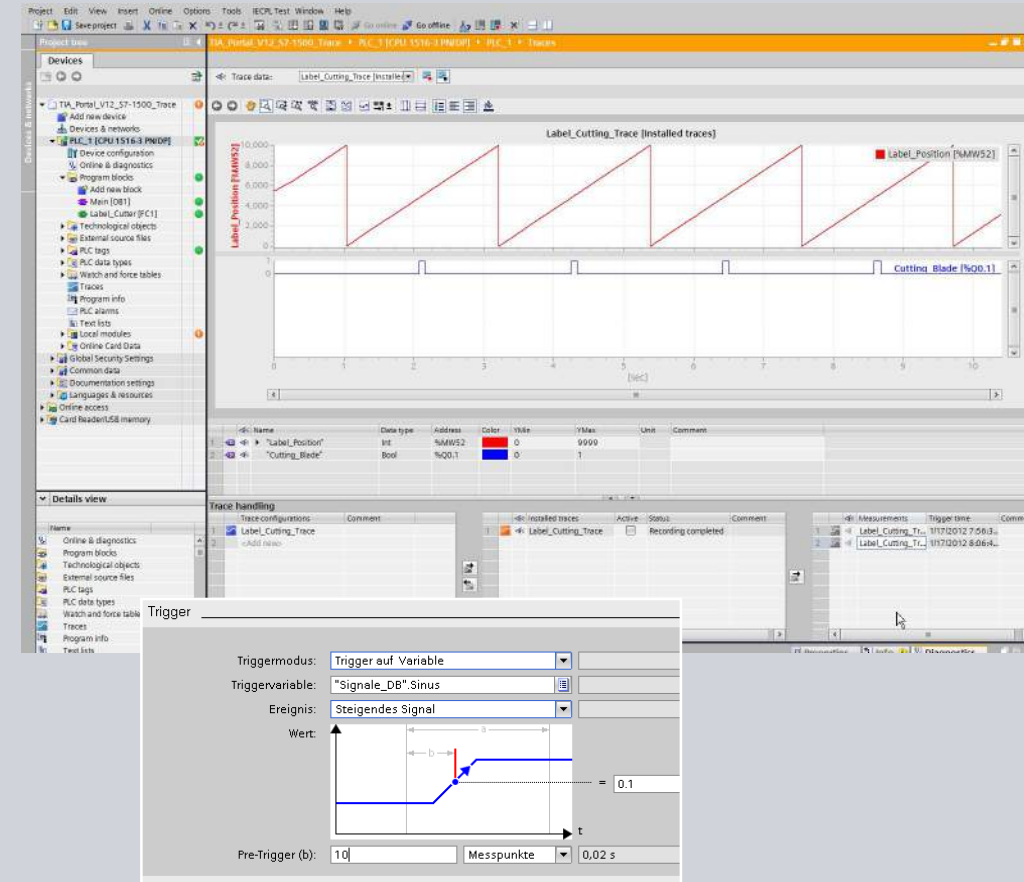 Project Edit View Insert Online Options Tools IECPL Test Window Help
Save project Go online Go offline
Project tree
TIA_Portal_V12_S7-1500_Trace ▸ PLC_1 [CPU 1516-3 PN/DP] ▸ PLC_1 ▸ Traces
Devices
Devices & networks
Trace data: Label_Cutting_Trace [Installed
TIA_Portal_V12_S7-1500_Trace
Add new device
Devices & networks
PLC_1 [CPU 1516-3 PN/DP]
Device configuration
Online & diagnostics
Program blocks
Add new block
Main [OB1]
Label_Cutter [FC1]
Technological objects
External source files
PLC tags
PLC data types
Watch and force tables
Traces
Program info
PLC alarms
Text lists
Local modules
Online Card Data
Global Security Settings
Common data
Documentation settings
Languages & resources
Online access
Card Reader/USB memory
Label_Cutting_Trace [Installed traces]
Label_Position [%MW52]
10,000
8,000
6,000
4,000
2,000
0
Label_Position [%MW52]
1
0
Cutting_Blade [%Q0.1]
0 1 2 3 4 5 6 7 8 9 10
[sec]
Name Data type Address Color YMin YMax Unit Comment
1 "Label_Position" Int %MW52 0 9999
2 "Cutting_Blade" Bool %Q0.1 0 1
Trace handling
Trace configurations Comment
1 Label_Cutting_Trace
2 <Add new>
Installed traces Active Status Comment
1 Label_Cutting_Trace Recording completed
Measurements Trigger time Comm
1 Label_Cutting_Tr... 1/17/2012 7:56:3...
2 Label_Cutting_Tr... 1/17/2012 8:06:4...
Details view
Name
Online & diagnostics
Program blocks
Technological objects
External source files
PLC tags
PLC data types
Watch and force table
Traces
Program info
Text lists
Properties Info Diagnostics
Trigger
Triggermodus: Trigger auf Variable
Triggervariable: "Signale_DB".Sinus
Ereignis: Steigendes Signal
Wert:
a
b
= 0.1
t
Pre-Trigger (b): 10 Messpunkte 0,02 s